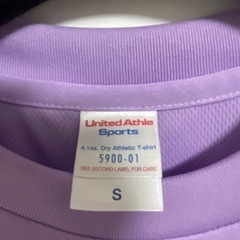 United Athle
Sports
4.1oz. Dry Athletic T-shirt
5900-01
SEE SECOND LABEL FOR CARE
S